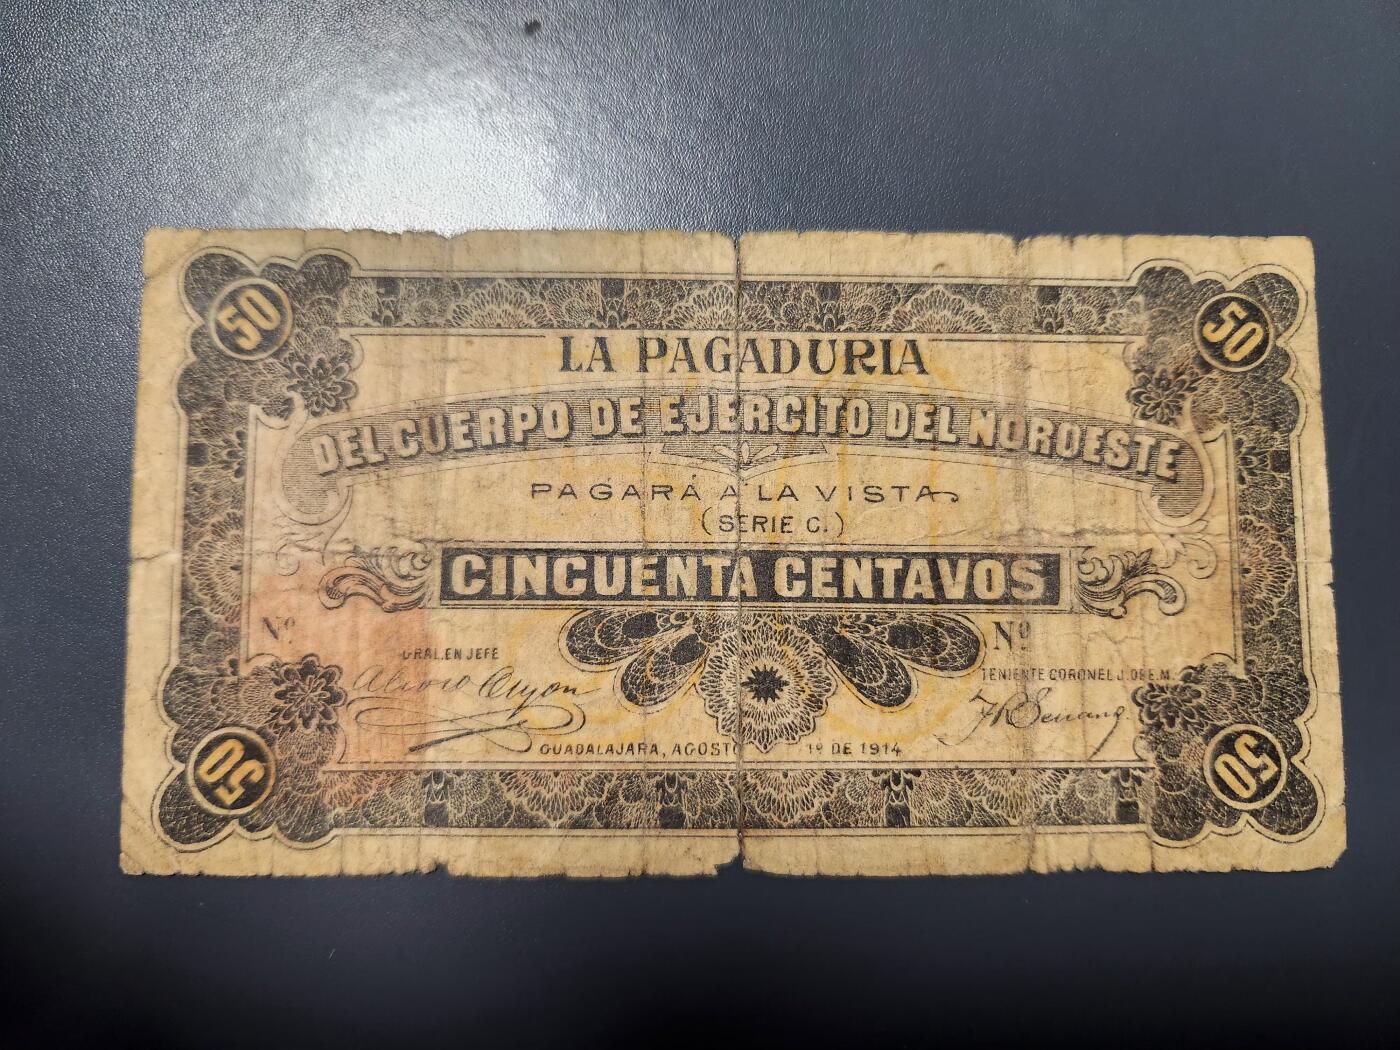 50 50
LA PAGADURIA
DEL CUERPO DE EJERCITO DEL NOROESTE
PAGARÁ A LA VISTA
(SERIE C.)
CINCUENTA CENTAVOS
Nº Nº
GRAL. EN JEFE
TENIENTE CORONEL J. DE E.M.
GUADALAJARA, AGOSTO 1º DE 1914
50 50